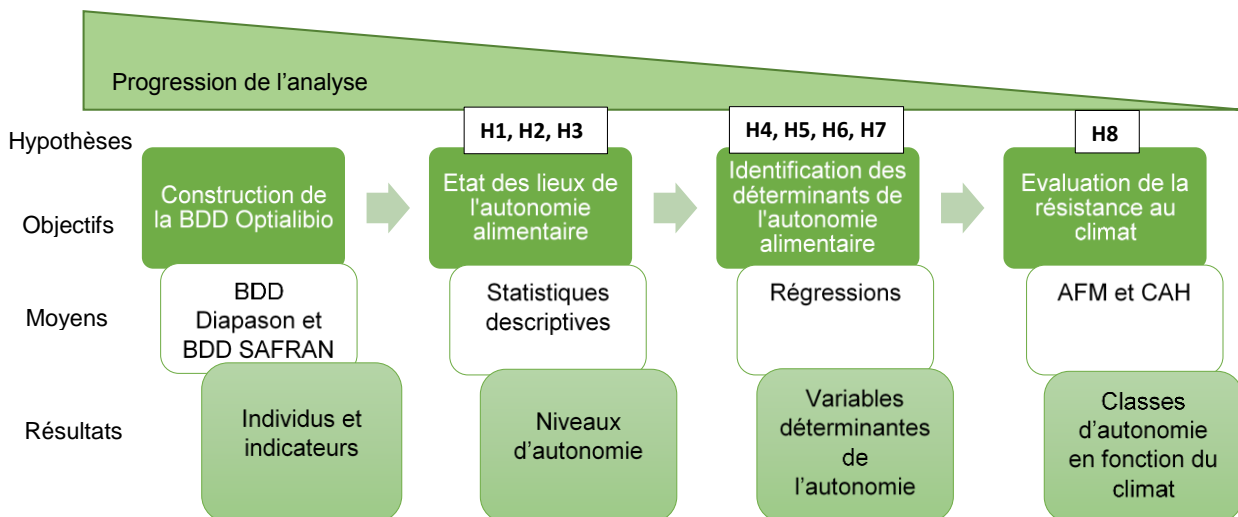 Progression de l'analyse
Hypothèses
H1, H2, H3
H4, H5, H6, H7
H8
Objectifs
Construction de
la BDD Optialibio
Etat des lieux de
l'autonomie
alimentaire
Identification des
déterminants de
l'autonomie
alimentaire
Evaluation de la
résistance au
climat
Moyens
BDD
Diapason et
BDD SAFRAN
Statistiques
descriptives
Régressions
AFM et CAH
Résultats
Individus et
indicateurs
Niveaux
d'autonomie
Variables
déterminantes
de
l'autonomie
Classes
d'autonomie
en fonction du
climat